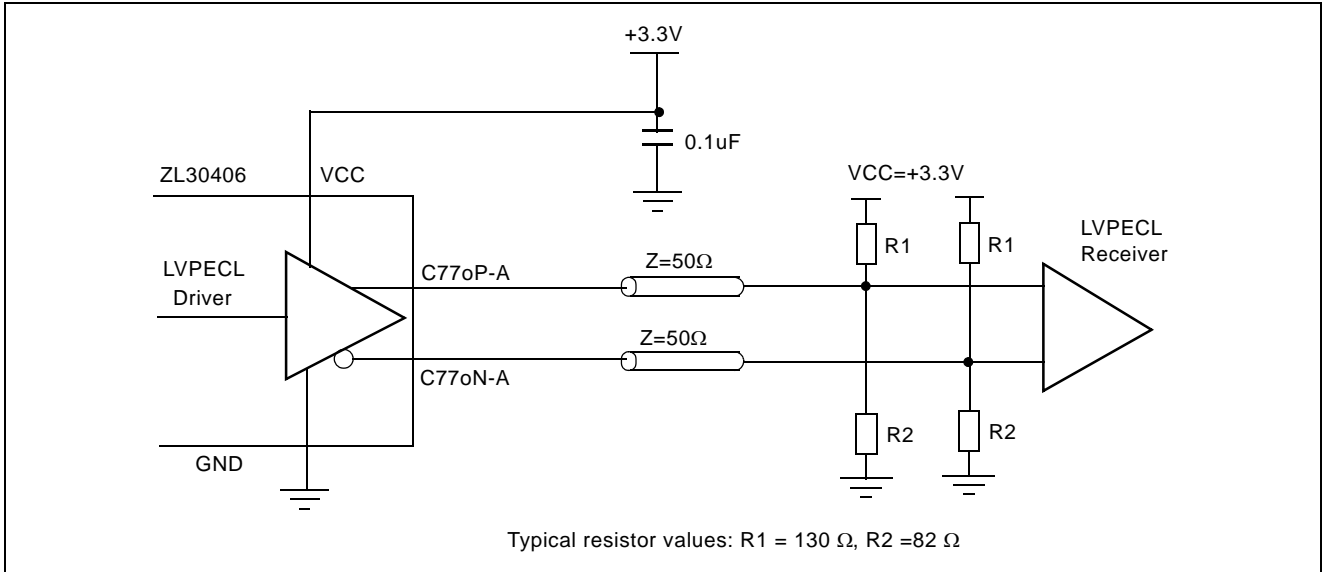 +3.3V
0.1uF
ZL30406
VCC
VCC=+3.3V
R1
R1
LVPECL
Receiver
LVPECL
Driver
C77oP-A
Z=50Ω
Z=50Ω
C77oN-A
R2
R2
GND
Typical resistor values: R1 = 130 Ω, R2 =82 Ω